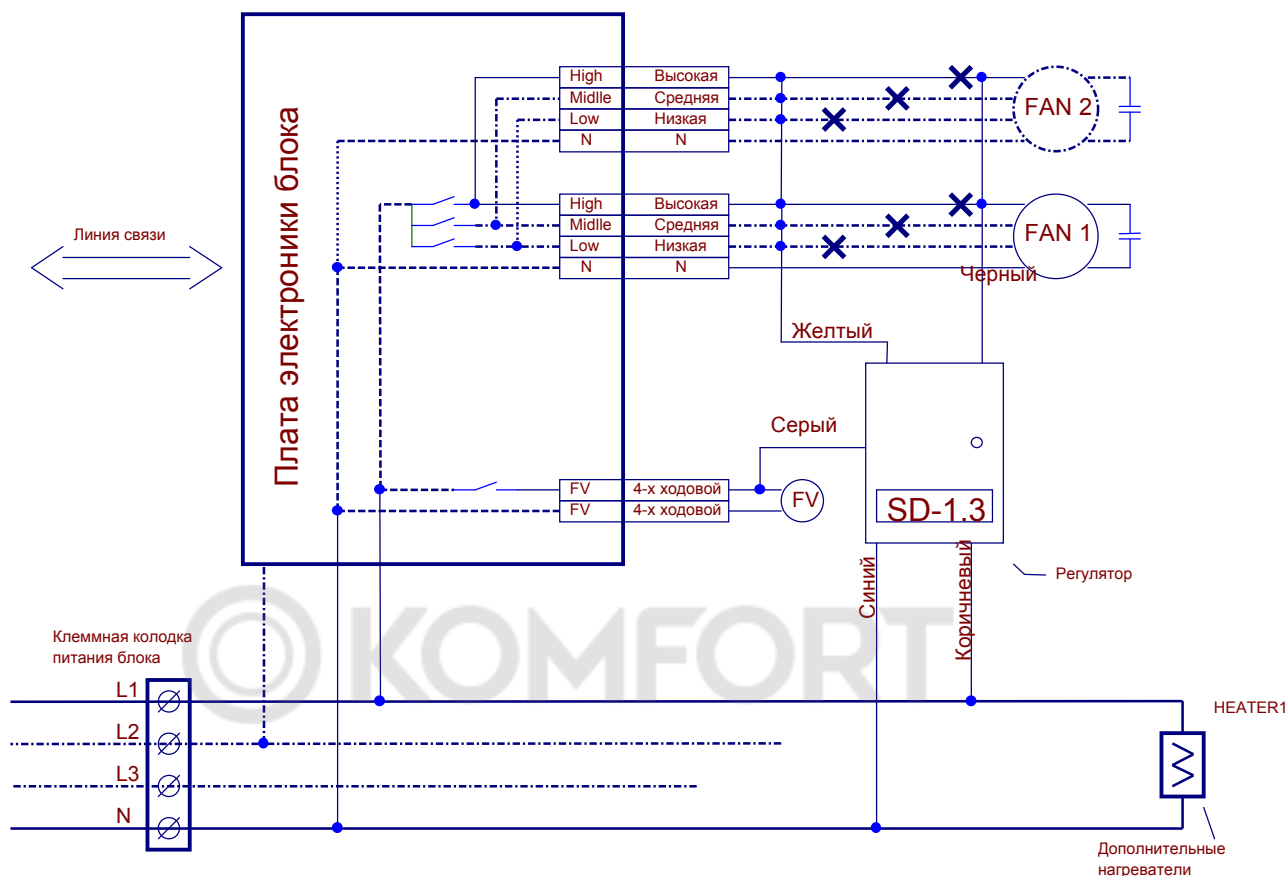 High Высокая
Midlle Средняя
Low Низкая
N N
FAN 2
High Высокая
Midlle Средняя
Low Низкая
N N
FAN 1
Плата электроники блока
Линия связи
Черный
Желтый
Серый
FV 4-х ходовой
FV 4-х ходовой
FV
SD-1.3
Синий
Коричневый
Регулятор
KOMFORT
Клеммная колодка
питания блока
L1
L2
L3
N
HEATER1
Дополнительные
нагреватели